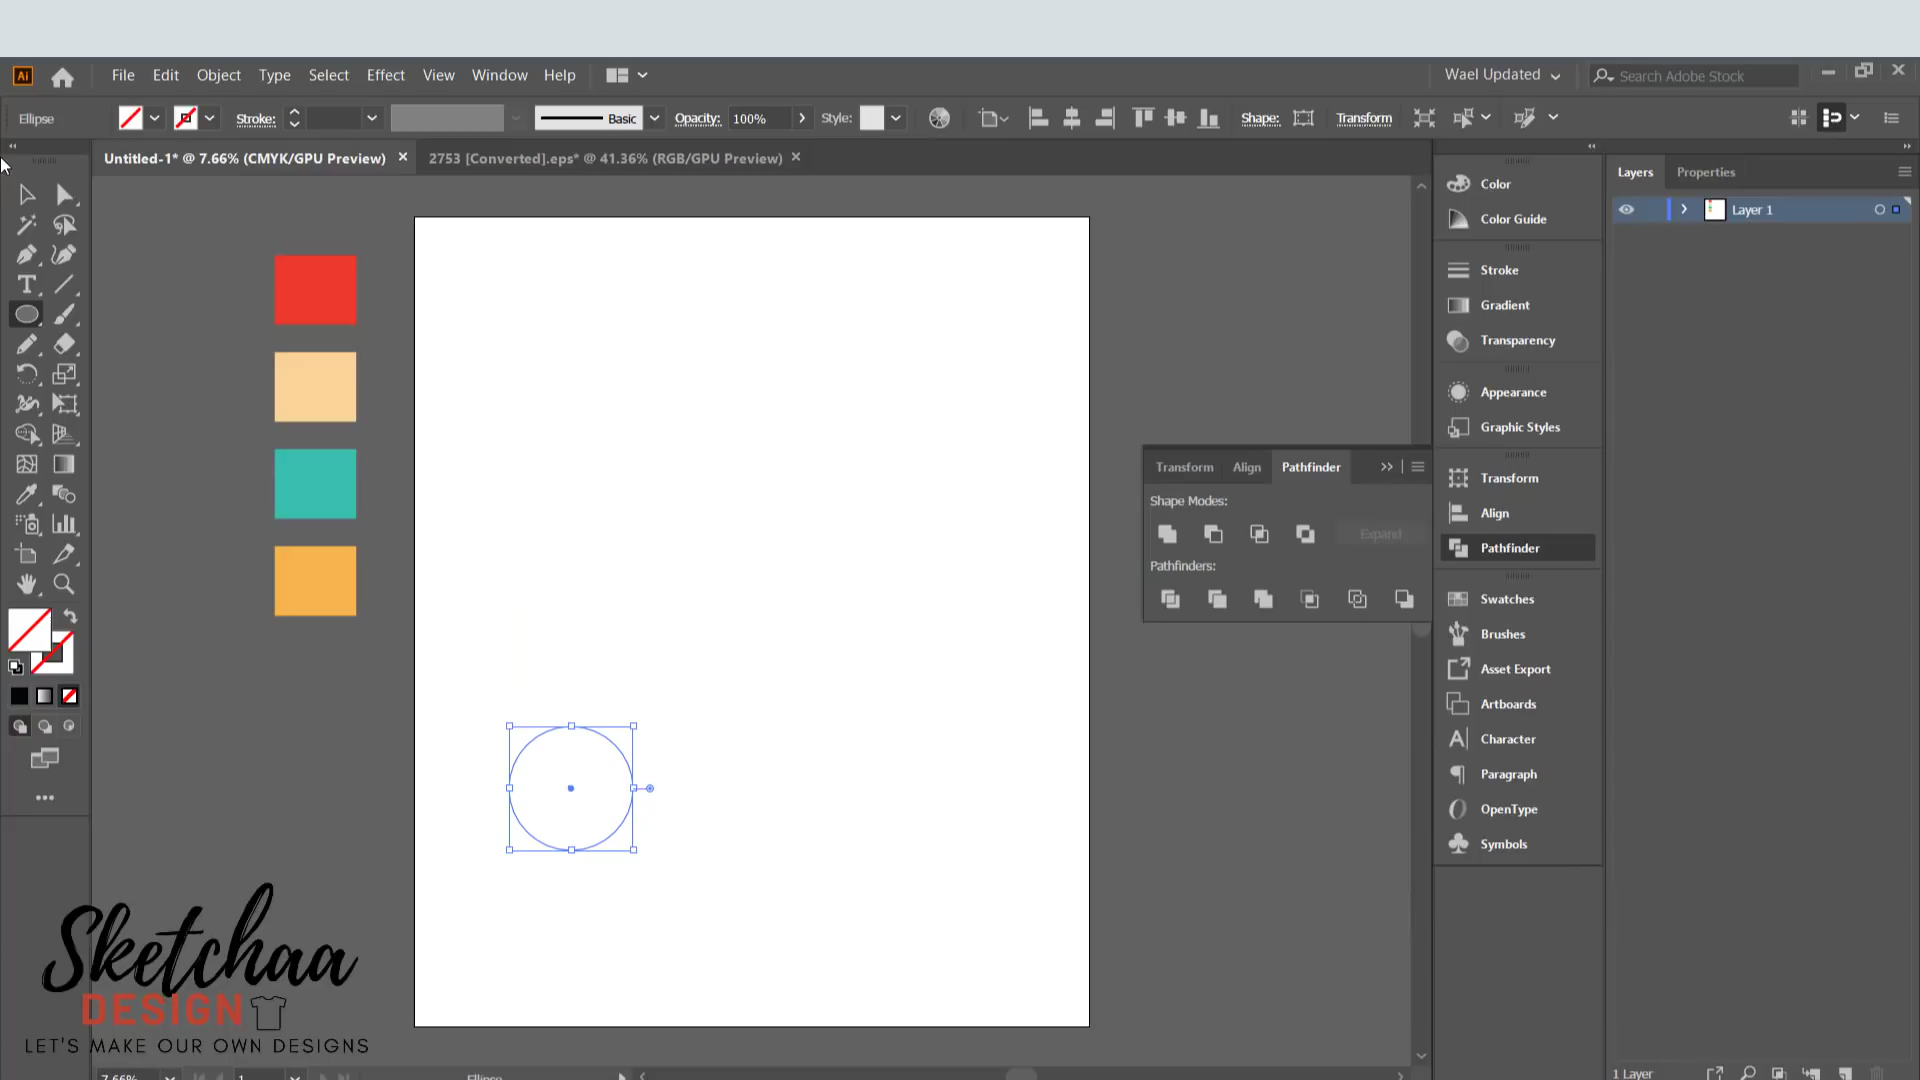 Ai File Edit Object Type Select Effect View Window Help Wael Updated Search Adobe Stock
Ellipse Stroke: Basic Opacity: 100% Style: Shape: Transform
Untitled-1* @ 7.66% (CMYK/GPU Preview) 2753 [Converted].eps* @ 41.36% (RGB/GPU Preview)
Color
Color Guide
Stroke
Gradient
Transparency
Appearance
Graphic Styles
Transform
Align
Pathfinder
Swatches
Brushes
Asset Export
Artboards
Character
Paragraph
OpenType
Symbols
Layers Properties
Layer 1
Transform Align Pathfinder
Shape Modes:
Expand
Pathfinders:
Sketchaa
DESIGN
LET'S MAKE OUR OWN DESIGNS
7.66% 1 Ellipse
1 Layer